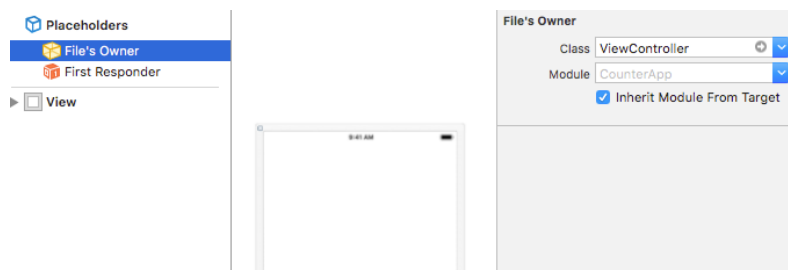 Placeholders
File's Owner
First Responder
View
9:41 AM
File's Owner
Class ViewController
Module CounterApp
Inherit Module From Target